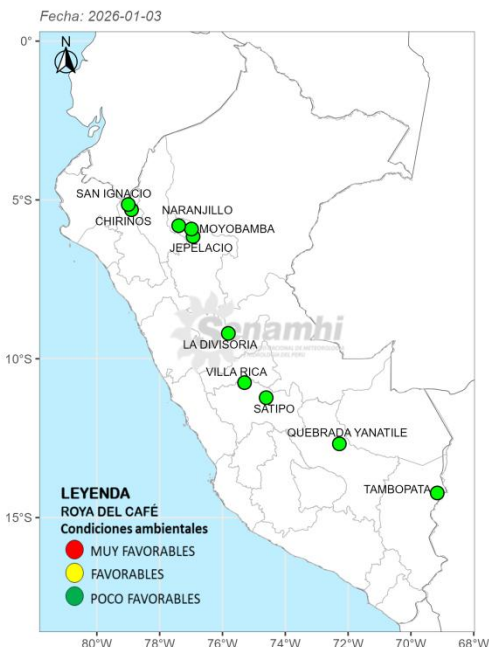 Fecha: 2026-01-03
N
0°
5°S
10°S
15°S
SAN IGNACIO
CHIRINOS
NARANJILLO
MOYOBAMBA
JEPELACIO
Senamhi
LA DIVISORIA
VILLA RICA
SATIPO
QUEBRADA YANATILE
TAMBOPATA
LEYENDA
ROYA DEL CAFÉ
Condiciones ambientales
MUY FAVORABLES
FAVORABLES
POCO FAVORABLES
80°W 78°W 76°W 74°W 72°W 70°W 68°W